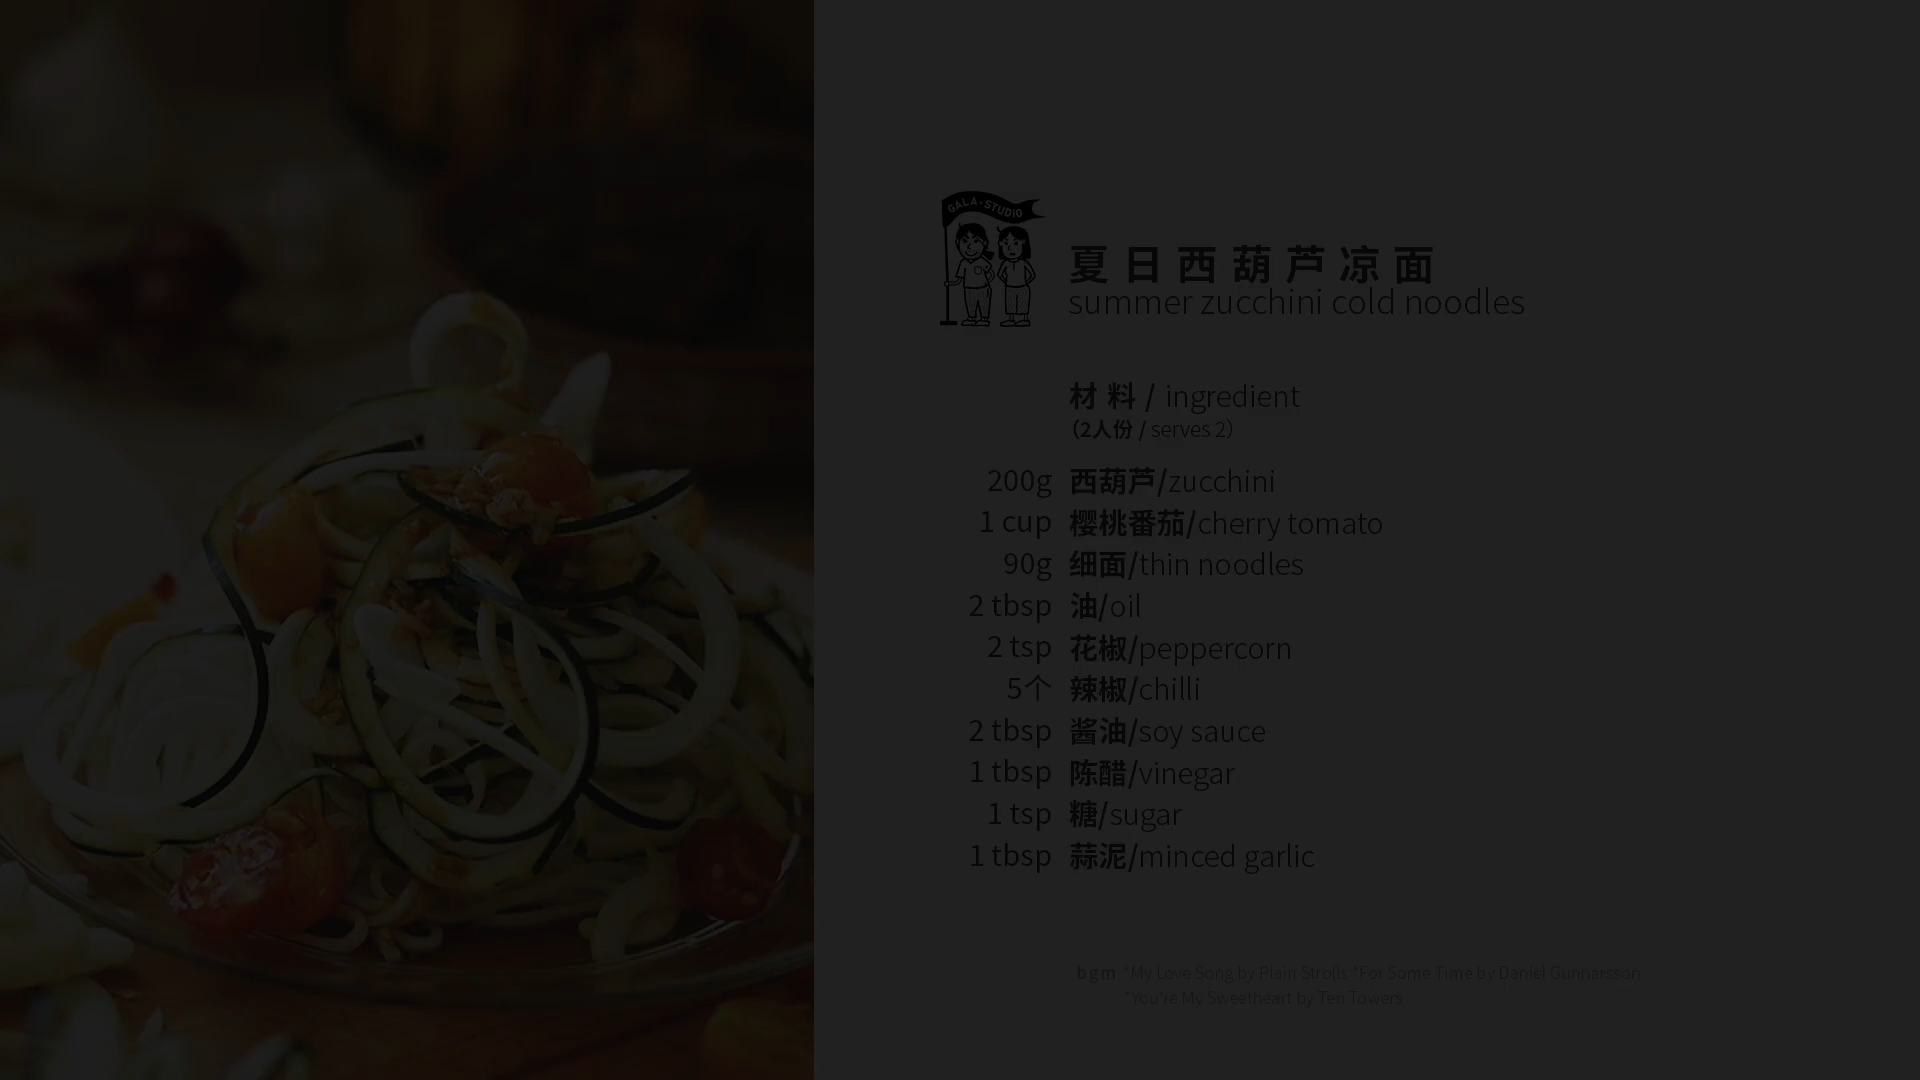 GALA·STUDIO
夏日西葫芦凉面
summer zucchini cold noodles
材料/ ingredient
（2人份 / serves 2）
200g 西葫芦/zucchini
1 cup 樱桃番茄/cherry tomato
90g 细面/thin noodles
2 tbsp 油/oil
2 tsp 花椒/peppercorn
5个 辣椒/chilli
2 tbsp 酱油/soy sauce
1 tbsp 陈醋/vinegar
1 tsp 糖/sugar
1 tbsp 蒜泥/minced garlic
bgm *My Love Song by Plain Strolls *For Some Time by Daniel Gunnarsson
*You're My Sweetheart by Ten Towers